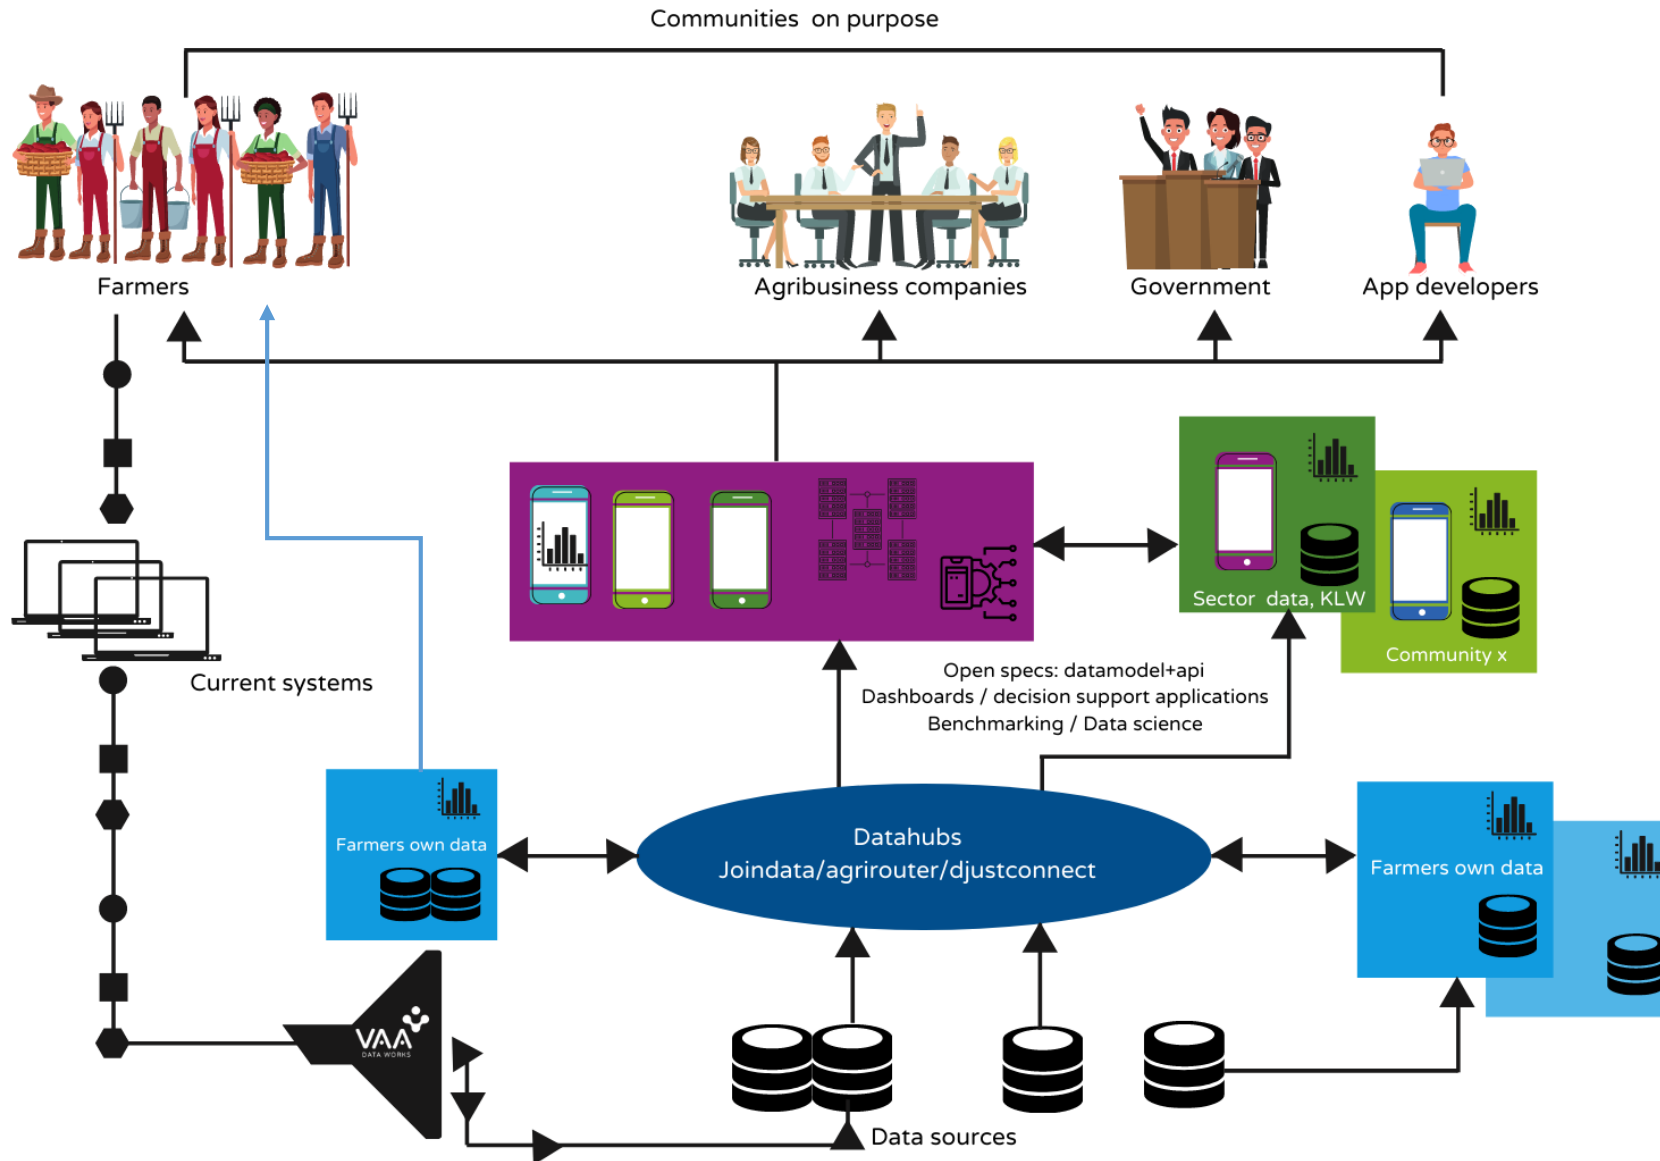 Communities on purpose
Farmers
Agribusiness companies
Government
App developers
Sector data, KLW
Community x
Current systems
Open specs: datamodel+api
Dashboards / decision support applications
Benchmarking / Data science
Farmers own data
Datahubs
Joindata/agrirouter/djustconnect
Farmers own data
VAA
DATA WORKS
Data sources